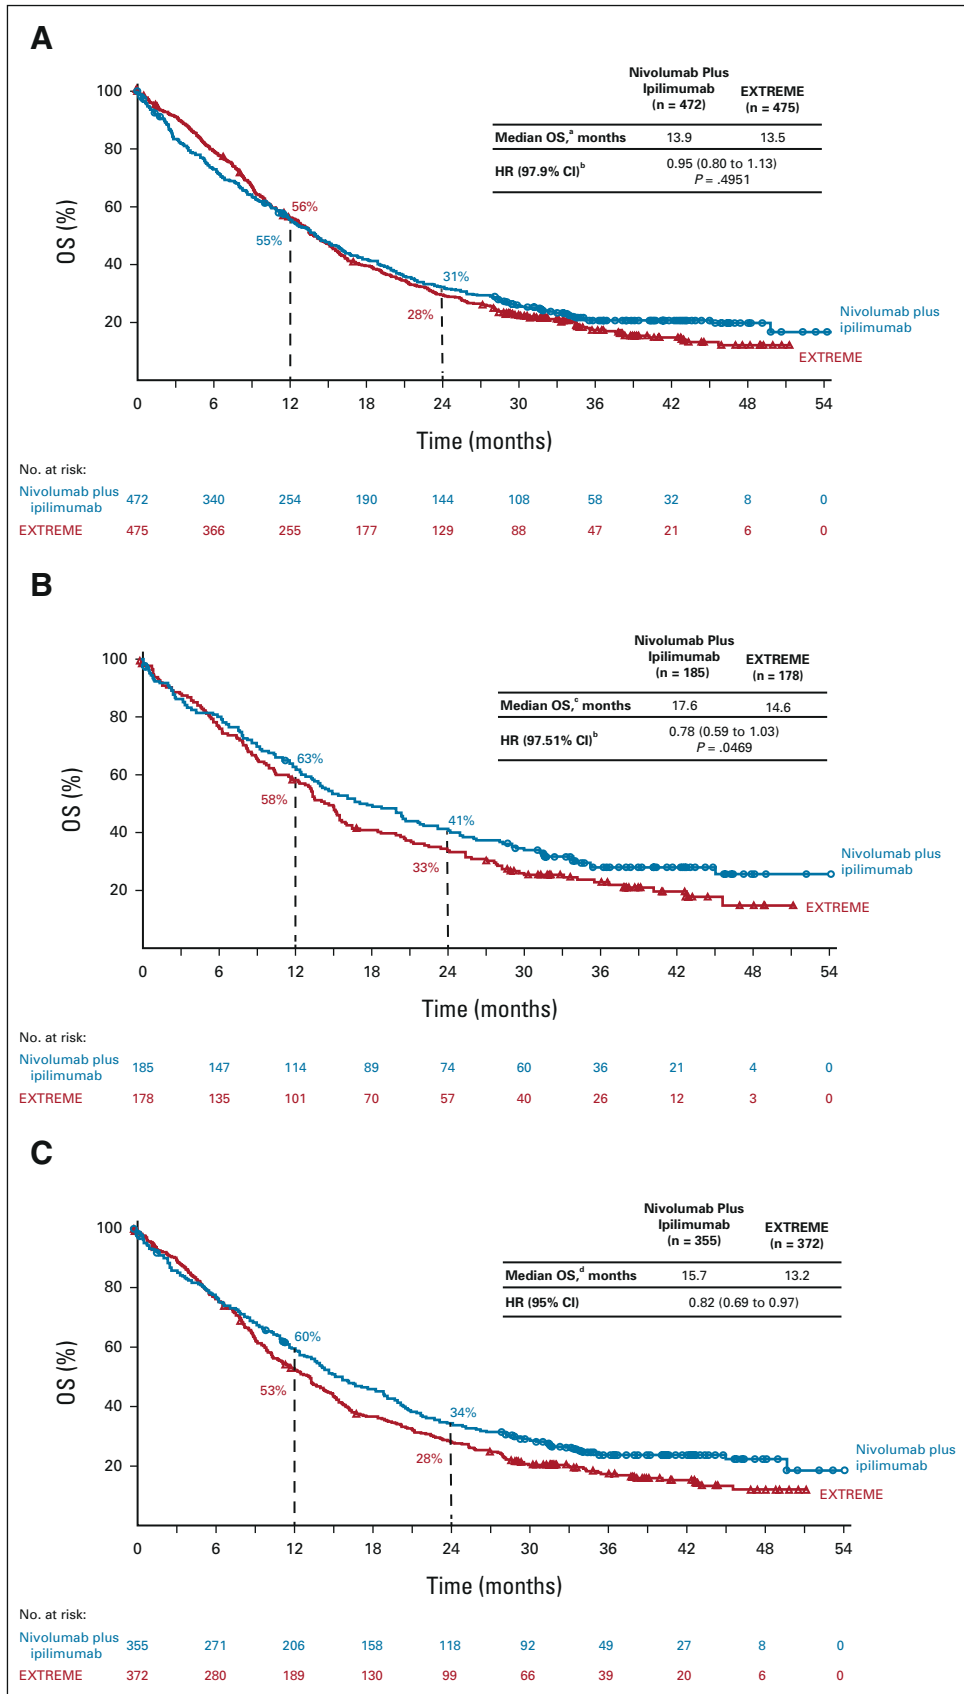 A
Nivolumab Plus
Ipilimumab
(n = 472)
EXTREME
(n = 475)
Median OS,a months 13.9 13.5
HR (97.9% CI)b 0.95 (0.80 to 1.13)
P = .4951
OS (%)
100
80
60
40
20
56%
55%
31%
28%
Nivolumab plus
ipilimumab
EXTREME
0 6 12 18 24 30 36 42 48 54
Time (months)
No. at risk:
Nivolumab plus
ipilimumab 472 340 254 190 144 108 58 32 8 0
EXTREME 475 366 255 177 129 88 47 21 6 0
B
Nivolumab Plus
Ipilimumab
(n = 185)
EXTREME
(n = 178)
Median OS,c months 17.6 14.6
HR (97.51% CI)b 0.78 (0.59 to 1.03)
P = .0469
OS (%)
100
80
60
40
20
63%
58%
41%
33%
Nivolumab plus
ipilimumab
EXTREME
0 6 12 18 24 30 36 42 48 54
Time (months)
No. at risk:
Nivolumab plus
ipilimumab 185 147 114 89 74 60 36 21 4 0
EXTREME 178 135 101 70 57 40 26 12 3 0
C
Nivolumab Plus
Ipilimumab
(n = 355)
EXTREME
(n = 372)
Median OS,d months 15.7 13.2
HR (95% CI) 0.82 (0.69 to 0.97)
OS (%)
100
80
60
40
20
60%
53%
34%
28%
Nivolumab plus
ipilimumab
EXTREME
0 6 12 18 24 30 36 42 48 54
Time (months)
No. at risk:
Nivolumab plus
ipilimumab 355 271 206 158 118 92 49 27 8 0
EXTREME 372 280 189 130 99 66 39 20 6 0